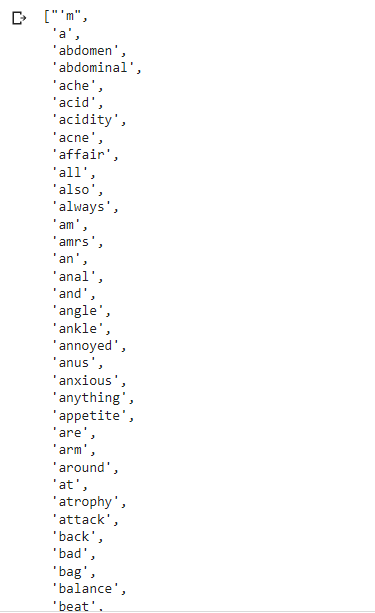 ["'m",
'a',
'abdomen',
'abdominal',
'ache',
'acid',
'acidity',
'acne',
'affair',
'all',
'also',
'always',
'am',
'amrs',
'an',
'anal',
'and',
'angle',
'ankle',
'annoyed',
'anus',
'anxious',
'anything',
'appetite',
'are',
'arm',
'around',
'at',
'atrophy',
'attack',
'back',
'bad',
'bag',
'balance',
'beat'.